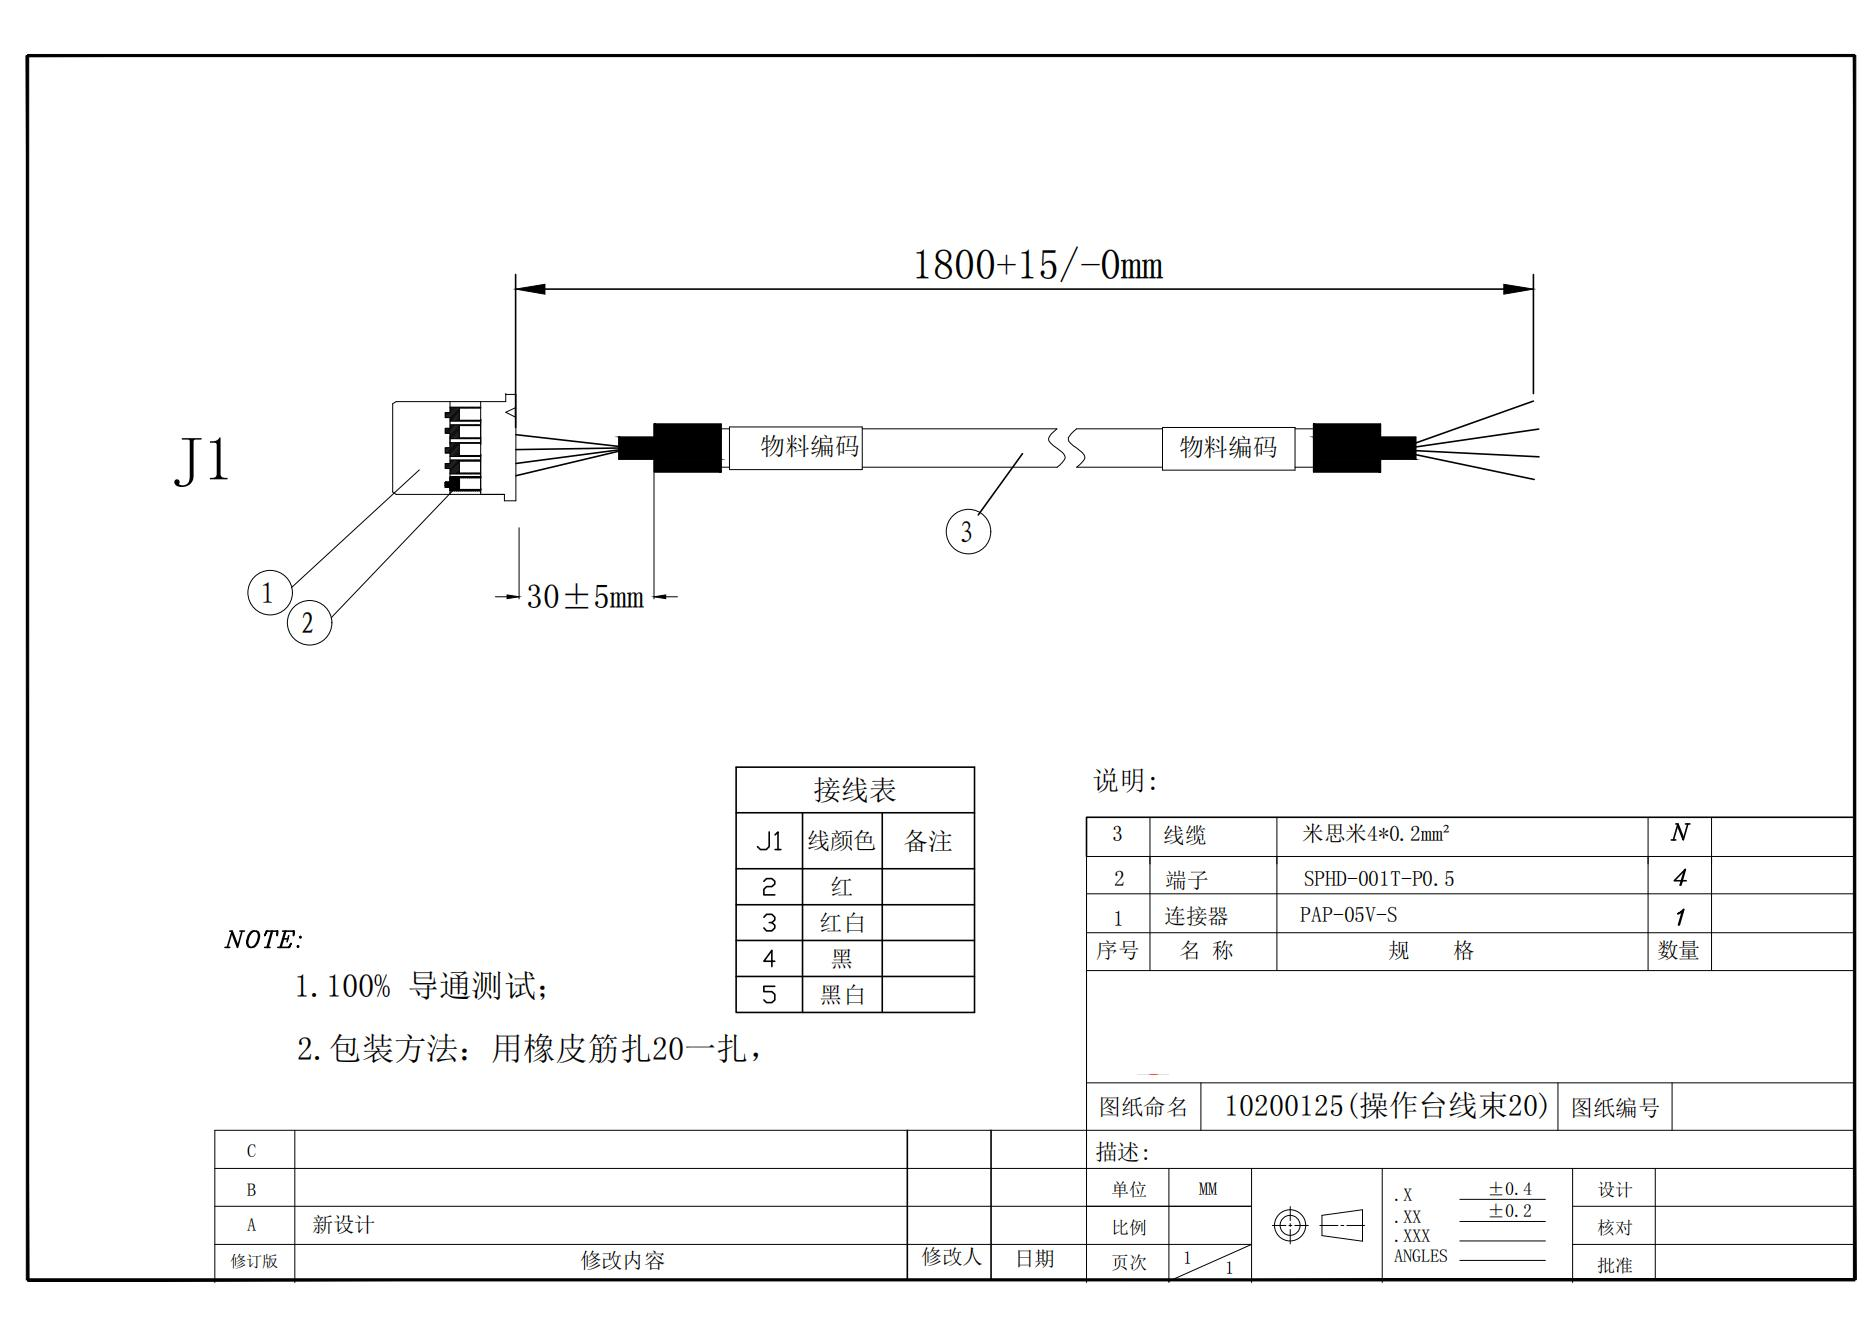 1800+15/-0mm
J1
物料编码
物料编码
3
1
2
30±5mm
接线表
J1 线颜色 备注
2 红
3 红白
4 黑
5 黑白
说明:
3 线缆 米思米4*0.2mm² N
2 端子 SPHD-001T-P0.5 4
1 连接器 PAP-05V-S 1
序号 名 称 规 格 数量
NOTE:
1.100% 导通测试;
2.包装方法: 用橡皮筋扎20一扎,
图纸命名 10200125(操作台线束20) 图纸编号
描述:
C
B
A 新设计
修订版 修改内容 修改人 日期
单位 MM
比例
页次 1/1
.X ±0.4
.XX ±0.2
.XXX
ANGLES
设计
核对
批准